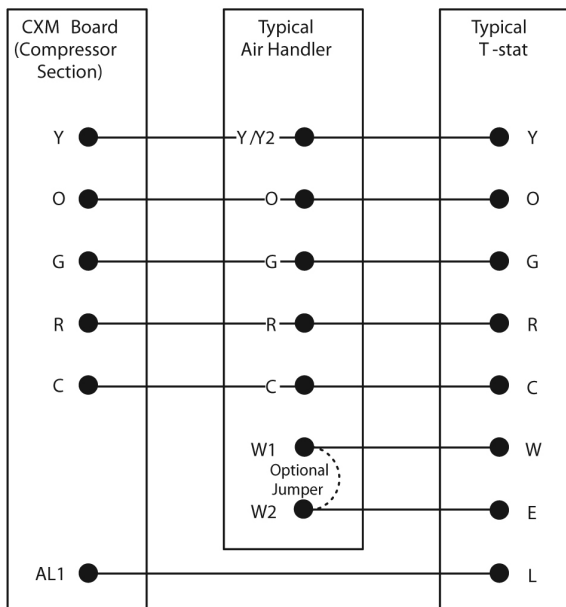 CXM Board
(Compressor
Section)
Typical
Air Handler
Typical
T-stat
Y
Y/Y2
Y
O
O
O
G
G
G
R
R
R
C
C
C
W1
W
Optional
Jumper
W2
E
AL1
L